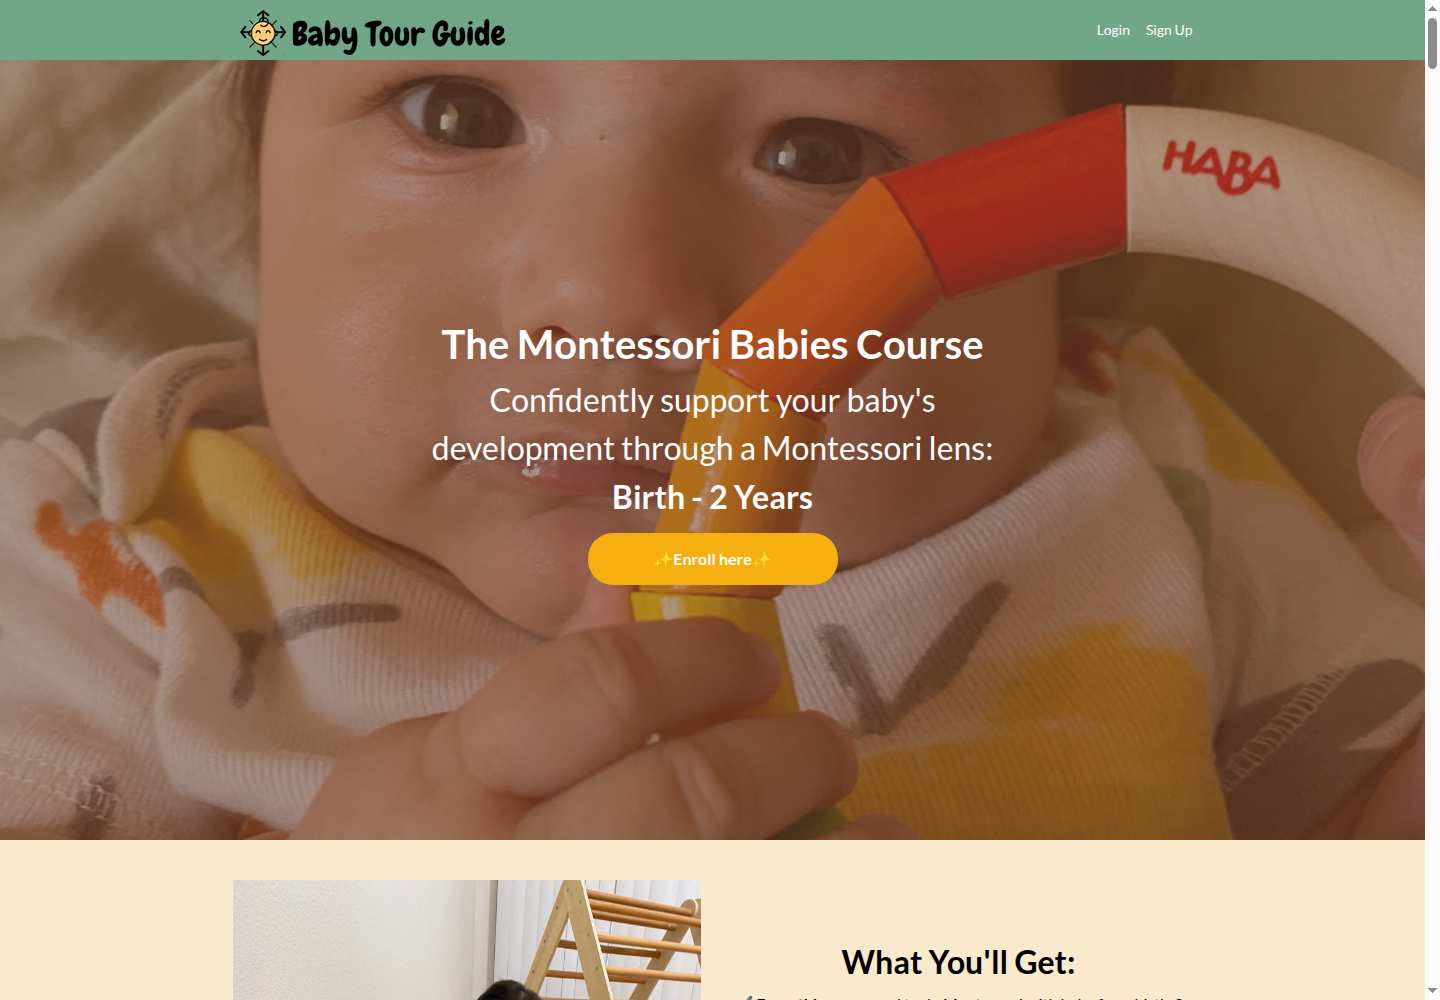 Baby Tour Guide
Login
Sign Up
HABA
The Montessori Babies Course
Confidently support your baby's
development through a Montessori lens:
Birth - 2 Years
✨Enroll here✨
What You'll Get: